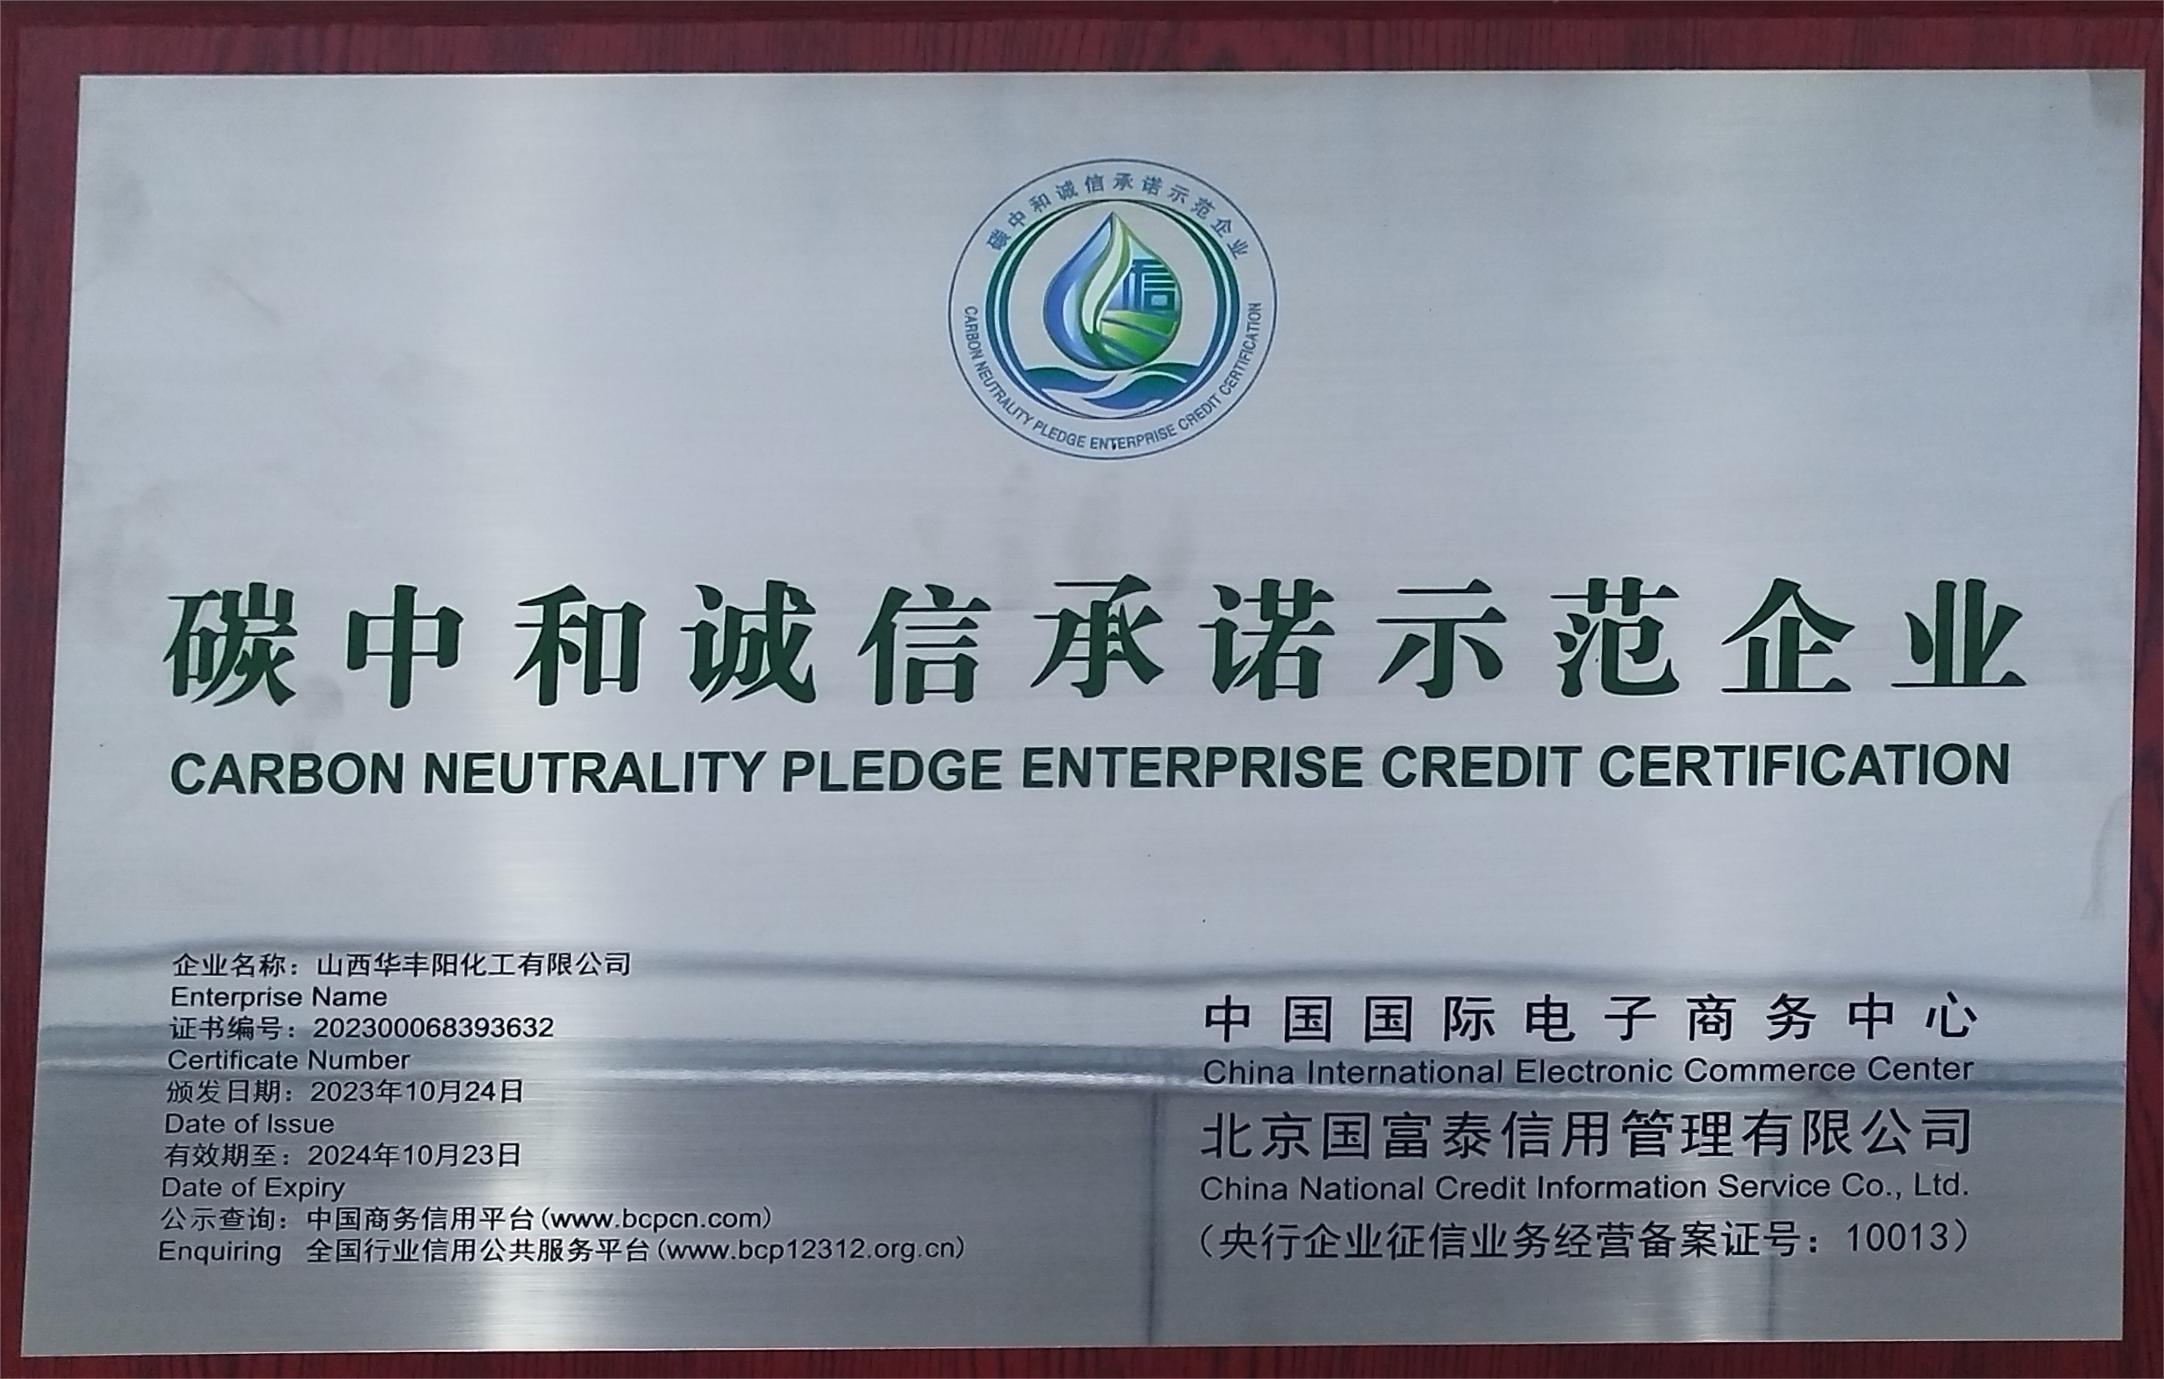 碳中和诚信承诺示范企业
CARBON NEUTRALITY PLEDGE ENTERPRISE CREDIT CERTIFICATION
信
碳中和诚信承诺示范企业
CARBON NEUTRALITY PLEDGE ENTERPRISE CREDIT CERTIFICATION
企业名称：山西华丰阳化工有限公司
Enterprise Name
证书编号：202300068393632
Certificate Number
颁发日期：2023年10月24日
Date of Issue
有效期至：2024年10月23日
Date of Expiry
公示查询：中国商务信用平台(www.bcpcn.com)
Enquiring 全国行业信用公共服务平台(www.bcp12312.org.cn)
中国国际电子商务中心
China International Electronic Commerce Center
北京国富泰信用管理有限公司
China National Credit Information Service Co., Ltd.
（央行企业征信业务经营备案证号：10013）